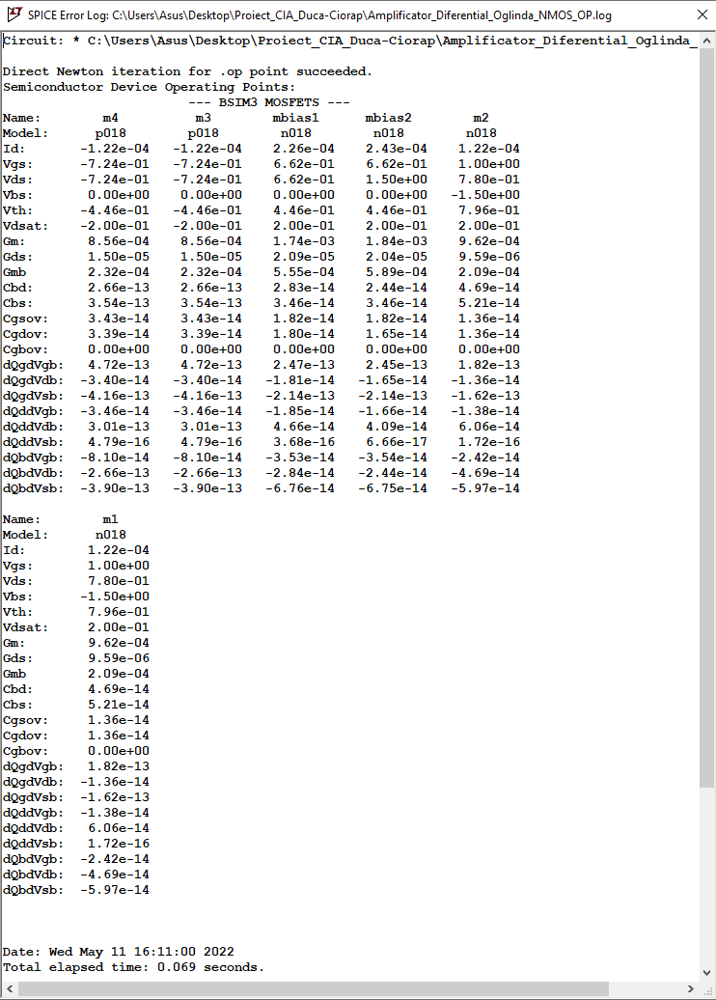 SPICE Error Log: C:\Users\Asus\Desktop\Proiect_CIA_Duca-Ciorap\Amplificator_Diferential_Oglinda_NMOS_OP.log
Circuit: * C:\Users\Asus\Desktop\Proiect_CIA_Duca-Ciorap\Amplificator_Diferential_Oglinda_
Direct Newton iteration for .op point succeeded.
Semiconductor Device Operating Points:
--- BSIM3 MOSFETS ---
Name: m4 m3 mbias1 mbias2 m2
Model: p018 p018 n018 n018 n018
Id: -1.22e-04 -1.22e-04 2.26e-04 2.43e-04 1.22e-04
Vgs: -7.24e-01 -7.24e-01 6.62e-01 6.62e-01 1.00e+00
Vds: -7.24e-01 -7.24e-01 6.62e-01 1.50e+00 7.80e-01
Vbs: 0.00e+00 0.00e+00 0.00e+00 0.00e+00 -1.50e+00
Vth: -4.46e-01 -4.46e-01 4.46e-01 4.46e-01 7.96e-01
Vdsat: -2.00e-01 -2.00e-01 2.00e-01 2.00e-01 2.00e-01
Gm: 8.56e-04 8.56e-04 1.74e-03 1.84e-03 9.62e-04
Gds: 1.50e-05 1.50e-05 2.09e-05 2.04e-05 9.59e-06
Gmb 2.32e-04 2.32e-04 5.55e-04 5.89e-04 2.09e-04
Cbd: 2.66e-13 2.66e-13 2.83e-14 2.44e-14 4.69e-14
Cbs: 3.54e-13 3.54e-13 3.46e-14 3.46e-14 5.21e-14
Cgsov: 3.43e-14 3.43e-14 1.82e-14 1.82e-14 1.36e-14
Cgdov: 3.39e-14 3.39e-14 1.80e-14 1.65e-14 1.36e-14
Cgbov: 0.00e+00 0.00e+00 0.00e+00 0.00e+00 0.00e+00
dQgdVgb: 4.72e-13 4.72e-13 2.47e-13 2.45e-13 1.82e-13
dQgdVdb: -3.40e-14 -3.40e-14 -1.81e-14 -1.65e-14 -1.36e-14
dQgdVsb: -4.16e-13 -4.16e-13 -2.14e-13 -2.14e-13 -1.62e-13
dQddVgb: -3.46e-14 -3.46e-14 -1.85e-14 -1.66e-14 -1.38e-14
dQddVdb: 3.01e-13 3.01e-13 4.66e-14 4.09e-14 6.06e-14
dQddVsb: 4.79e-16 4.79e-16 3.68e-16 6.66e-17 1.72e-16
dQbdVgb: -8.10e-14 -8.10e-14 -3.53e-14 -3.54e-14 -2.42e-14
dQbdVdb: -2.66e-13 -2.66e-13 -2.84e-14 -2.44e-14 -4.69e-14
dQbdVsb: -3.90e-13 -3.90e-13 -6.76e-14 -6.75e-14 -5.97e-14
Name: m1
Model: n018
Id: 1.22e-04
Vgs: 1.00e+00
Vds: 7.80e-01
Vbs: -1.50e+00
Vth: 7.96e-01
Vdsat: 2.00e-01
Gm: 9.62e-04
Gds: 9.59e-06
Gmb 2.09e-04
Cbd: 4.69e-14
Cbs: 5.21e-14
Cgsov: 1.36e-14
Cgdov: 1.36e-14
Cgbov: 0.00e+00
dQgdVgb: 1.82e-13
dQgdVdb: -1.36e-14
dQgdVsb: -1.62e-13
dQddVgb: -1.38e-14
dQddVdb: 6.06e-14
dQddVsb: 1.72e-16
dQbdVgb: -2.42e-14
dQbdVdb: -4.69e-14
dQbdVsb: -5.97e-14
Date: Wed May 11 16:11:00 2022
Total elapsed time: 0.069 seconds.